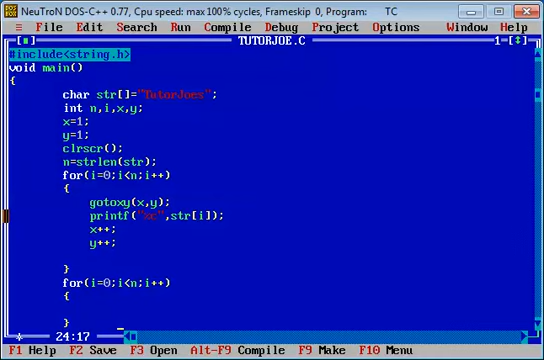 NeuTroN DOS-C++ 0.77, Cpu speed: max 100% cycles, Frameskip 0, Program: TC
≡ File Edit Search Run Compile Debug Project Options Window Help
[■] TUTORJOE.C 1=[↕]
#include<string.h>
void main()
{
char str[]="TutorJoes";
int n,i,x,y;
x=1;
y=1;
clrscr();
n=strlen(str);
for(i=0;i<n;i++)
{
gotoxy(x,y);
printf("%c",str[i]);
x++;
y++;
}
for(i=0;i<n;i++)
{
}
* 24:17
F1 Help F2 Save F3 Open Alt-F9 Compile F9 Make F10 Menu